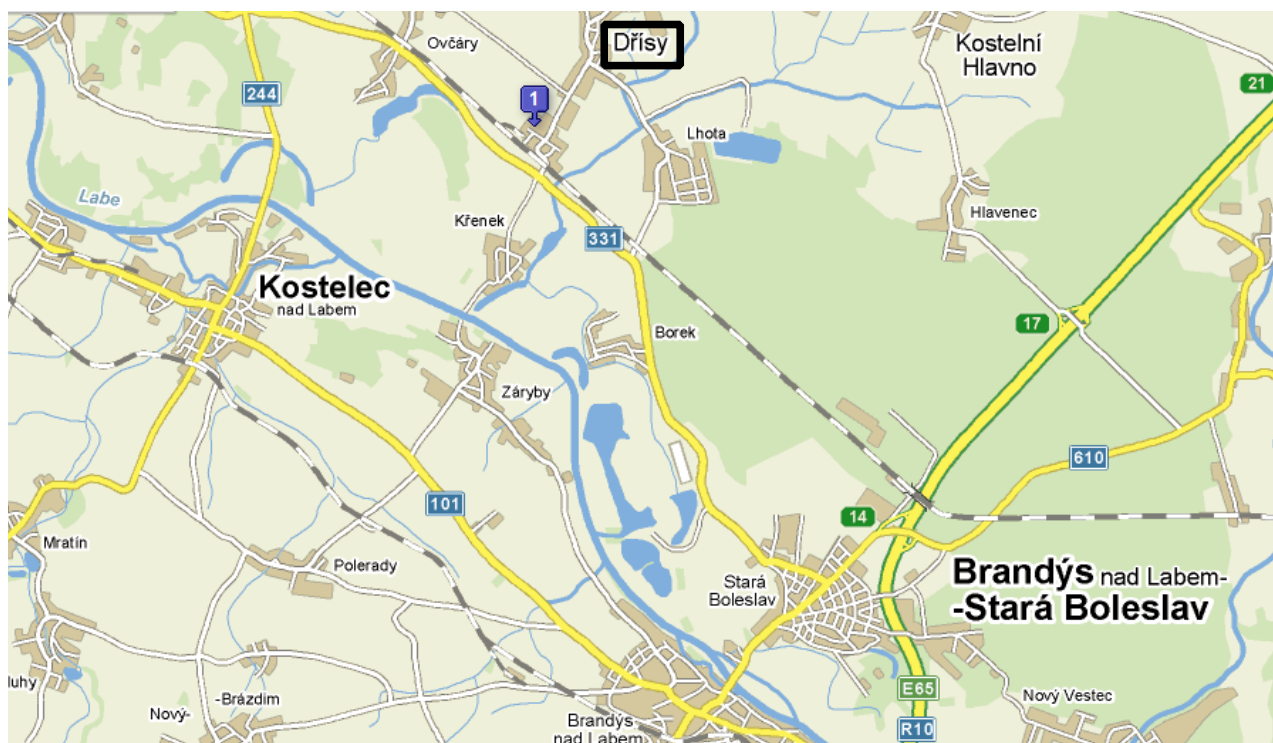 Ovčáry
Dřísy
Kostelní
Hlavno
21
244
1
Lhota
Labe
Křenek
Hlavenec
331
Kostelec
nad Labem
17
Borek
Záryby
610
101
14
Mratín
Polerady
Stará
Boleslav
Brandýs nad Labem-
-Stará Boleslav
luhy
-Brázdim
Nový-
E65
Nový Vestec
R10
Brandýs
nad Labem